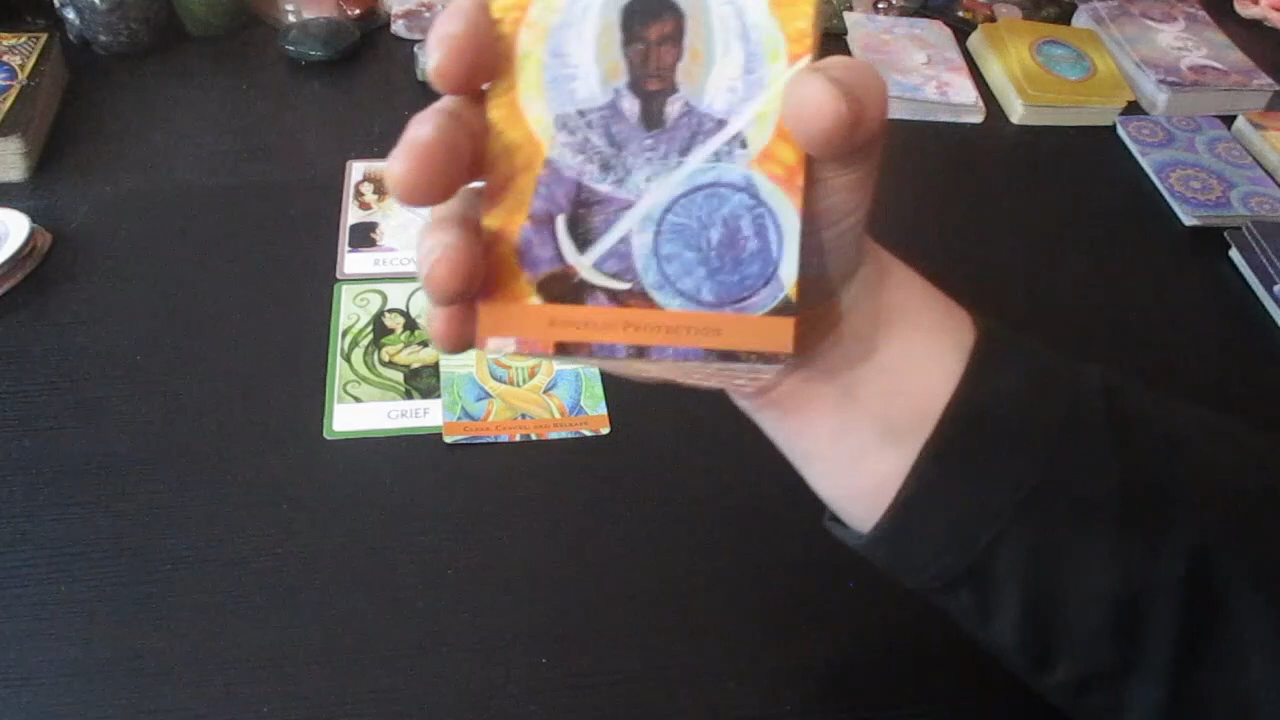 RECOV
GRIEF
CLEAR, CANCEL AND RELEASE
PROTECTION